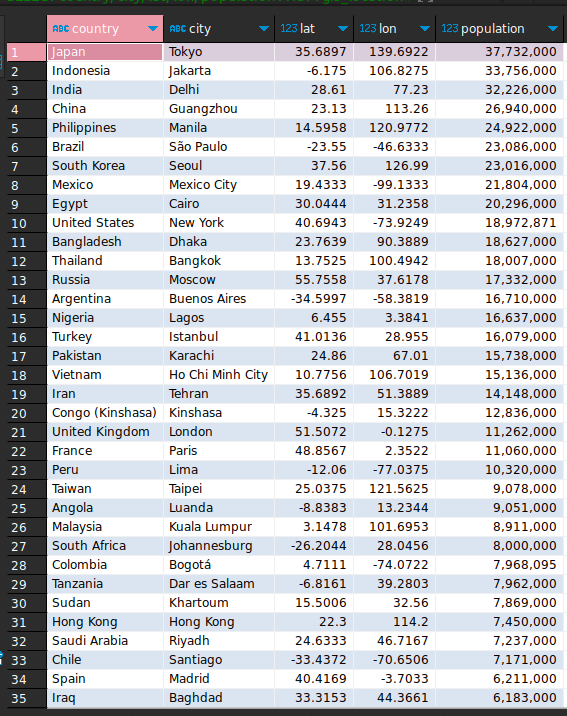 ABC country ABC city 123 lat 123 lon 123 population
1 Japan Tokyo 35.6897 139.6922 37,732,000
2 Indonesia Jakarta -6.175 106.8275 33,756,000
3 India Delhi 28.61 77.23 32,226,000
4 China Guangzhou 23.13 113.26 26,940,000
5 Philippines Manila 14.5958 120.9772 24,922,000
6 Brazil São Paulo -23.55 -46.6333 23,086,000
7 South Korea Seoul 37.56 126.99 23,016,000
8 Mexico Mexico City 19.4333 -99.1333 21,804,000
9 Egypt Cairo 30.0444 31.2358 20,296,000
10 United States New York 40.6943 -73.9249 18,972,871
11 Bangladesh Dhaka 23.7639 90.3889 18,627,000
12 Thailand Bangkok 13.7525 100.4942 18,007,000
13 Russia Moscow 55.7558 37.6178 17,332,000
14 Argentina Buenos Aires -34.5997 -58.3819 16,710,000
15 Nigeria Lagos 6.455 3.3841 16,637,000
16 Turkey Istanbul 41.0136 28.955 16,079,000
17 Pakistan Karachi 24.86 67.01 15,738,000
18 Vietnam Ho Chi Minh City 10.7756 106.7019 15,136,000
19 Iran Tehran 35.6892 51.3889 14,148,000
20 Congo (Kinshasa) Kinshasa -4.325 15.3222 12,836,000
21 United Kingdom London 51.5072 -0.1275 11,262,000
22 France Paris 48.8567 2.3522 11,060,000
23 Peru Lima -12.06 -77.0375 10,320,000
24 Taiwan Taipei 25.0375 121.5625 9,078,000
25 Angola Luanda -8.8383 13.2344 9,051,000
26 Malaysia Kuala Lumpur 3.1478 101.6953 8,911,000
27 South Africa Johannesburg -26.2044 28.0456 8,000,000
28 Colombia Bogotá 4.7111 -74.0722 7,968,095
29 Tanzania Dar es Salaam -6.8161 39.2803 7,962,000
30 Sudan Khartoum 15.5006 32.56 7,869,000
31 Hong Kong Hong Kong 22.3 114.2 7,450,000
32 Saudi Arabia Riyadh 24.6333 46.7167 7,237,000
33 Chile Santiago -33.4372 -70.6506 7,171,000
34 Spain Madrid 40.4169 -3.7033 6,211,000
35 Iraq Baghdad 33.3153 44.3661 6,183,000